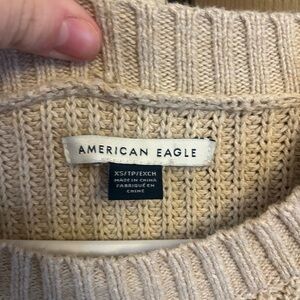 AMERICAN EAGLE
XS/TP/EXCH
MADE IN CHINA
FABRIQUÉ EN
CHINE